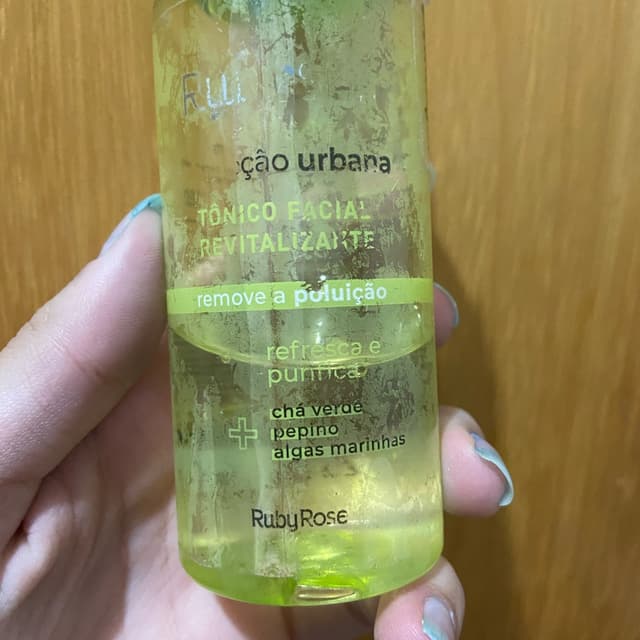 ção urbana
TÔNICO FACIAL
REVITALIZANTE
remove a poluição
refresca e
purifica
chá verde
pepino
algas marinhas
RubyRose